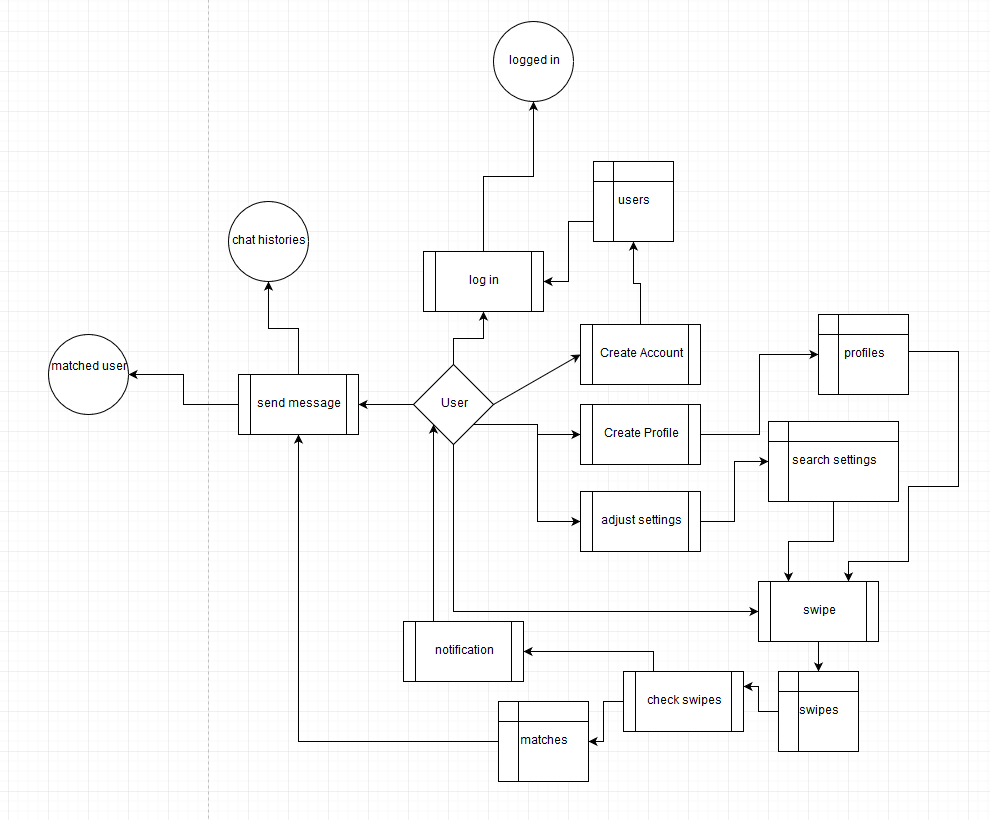 logged in
users
chat histories
log in
Create Account
profiles
matched user
send message
User
Create Profile
search settings
adjust settings
swipe
notification
check swipes
swipes
matches